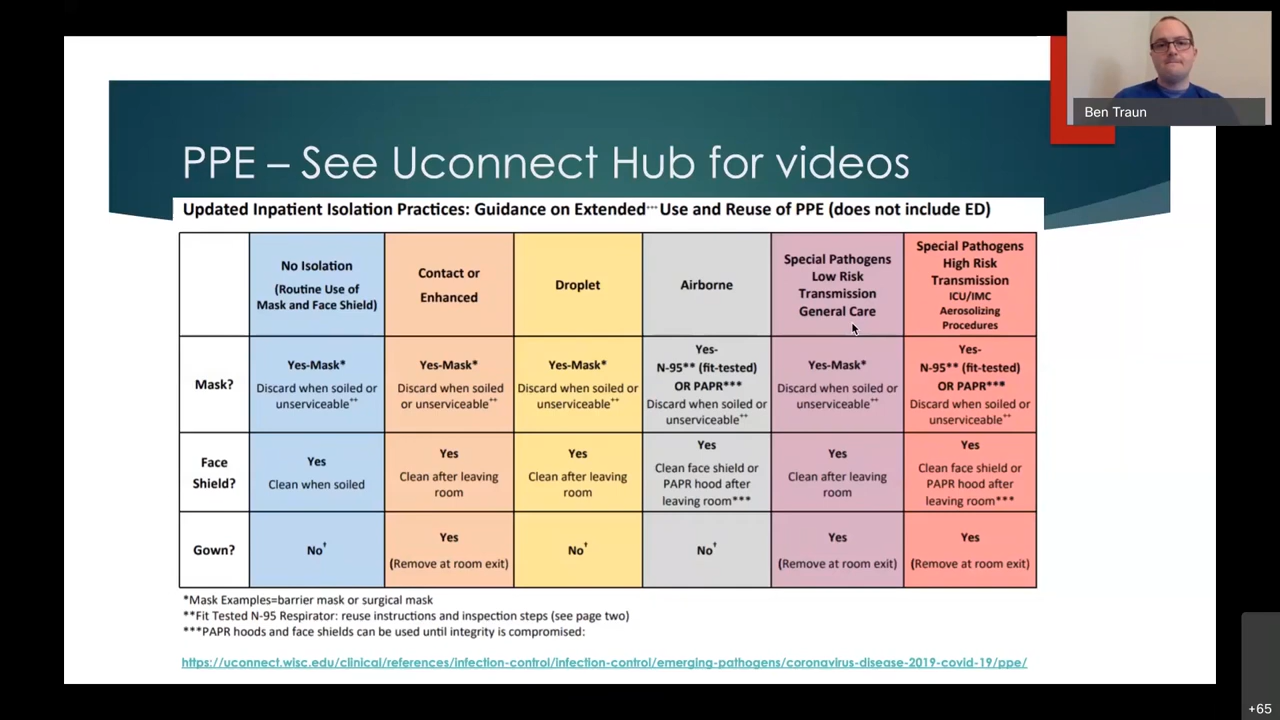 Ben Traun
PPE – See Uconnect Hub for videos
Updated Inpatient Isolation Practices: Guidance on Extended*** Use and Reuse of PPE (does not include ED)
No Isolation
(Routine Use of
Mask and Face Shield)
Contact or
Enhanced
Droplet
Airborne
Special Pathogens
Low Risk
Transmission
General Care
Special Pathogens
High Risk
Transmission
ICU/IMC
Aerosolizing
Procedures
Mask?
Yes-Mask*
Discard when soiled or
unserviceable++
Yes-Mask*
Discard when soiled
or unserviceable++
Yes-Mask*
Discard when soiled or
unserviceable++
Yes-
N-95** (fit-tested)
OR PAPR***
Discard when soiled or
unserviceable++
Yes-Mask*
Discard when soiled or
unserviceable++
Yes-
N-95** (fit-tested)
OR PAPR***
Discard when soiled or
unserviceable++
Face
Shield?
Yes
Clean when soiled
Yes
Clean after leaving
room
Yes
Clean after leaving
room
Yes
Clean face shield or
PAPR hood after
leaving room***
Yes
Clean after leaving
room
Yes
Clean face shield or
PAPR hood after
leaving room***
Gown?
No†
Yes
(Remove at room exit)
No†
No†
Yes
(Remove at room exit)
Yes
(Remove at room exit)
*Mask Examples=barrier mask or surgical mask
**Fit Tested N-95 Respirator: reuse instructions and inspection steps (see page two)
***PAPR hoods and face shields can be used until integrity is compromised:
https://uconnect.wisc.edu/clinical/references/infection-control/infection-control/emerging-pathogens/coronavirus-disease-2019-covid-19/ppe/
+65